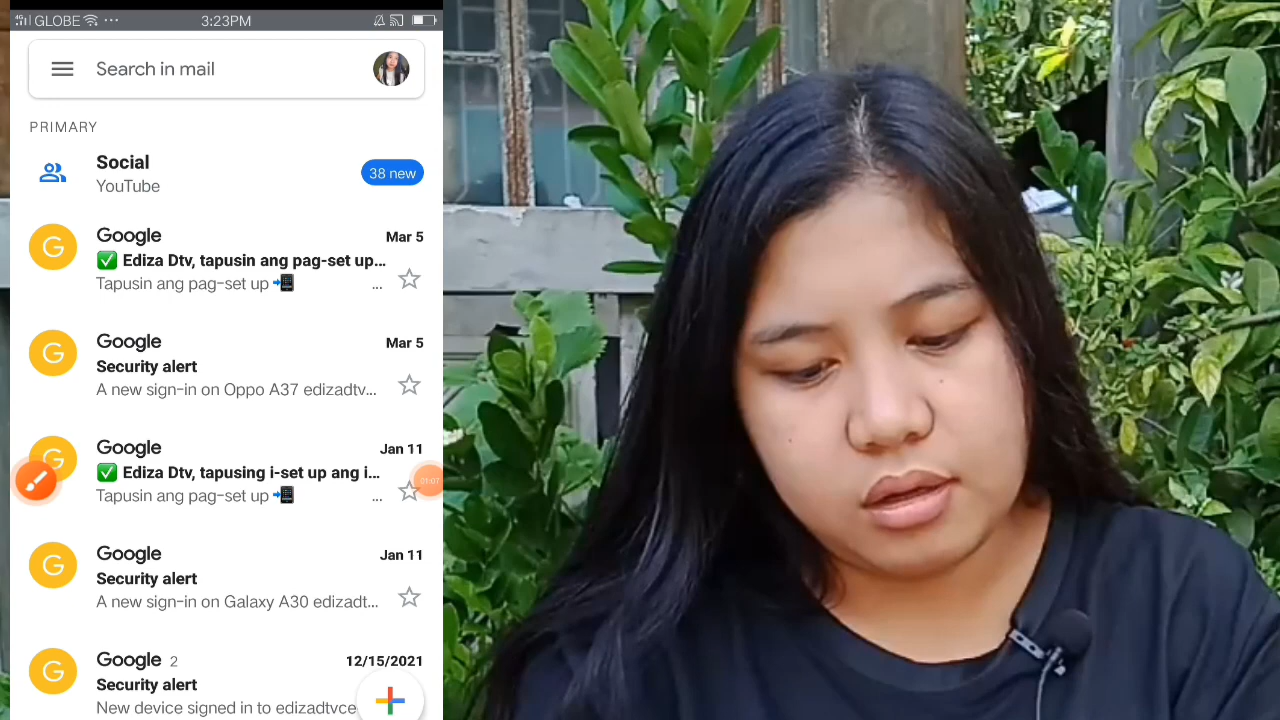 GLOBE ... 3:23PM
Search in mail
PRIMARY
Social
YouTube
38 new
G
Google
Mar 5
✅ Ediza Dtv, tapusin ang pag-set up...
Tapusin ang pag-set up 📲 ...
G
Google
Mar 5
Security alert
A new sign-in on Oppo A37 edizadtv...
G
Google
Jan 11
✅ Ediza Dtv, tapusing i-set up ang i...
Tapusin ang pag-set up 📲 ...
01:07
G
Google
Jan 11
Security alert
A new sign-in on Galaxy A30 edizadt...
G
Google 2
12/15/2021
Security alert
New device signed in to edizadtvce